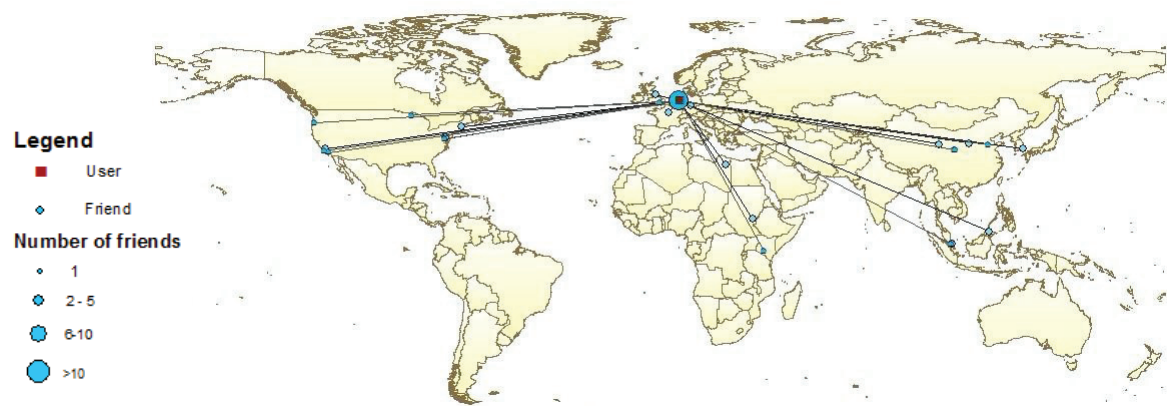 Legend
User
Friend
Number of friends
1
2 - 5
6-10
>10